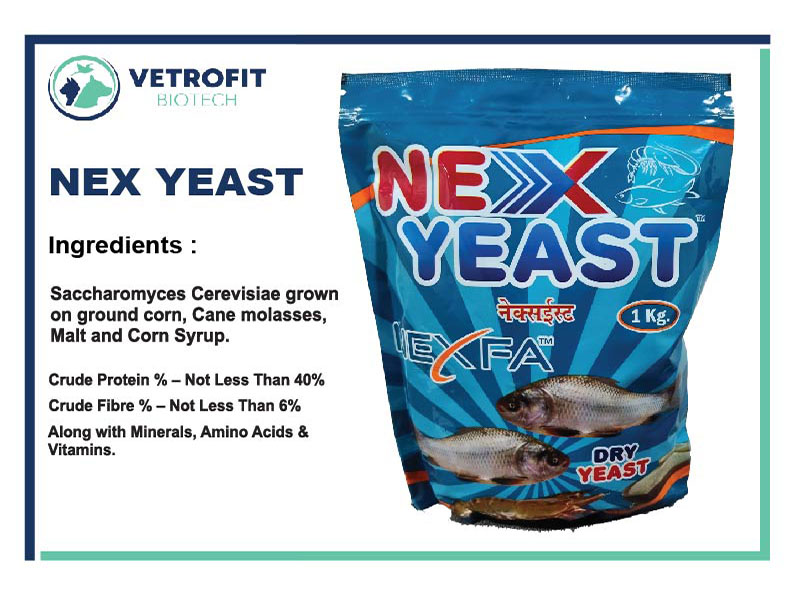 VETROFIT
BIOTECH
NEX YEAST
Ingredients :
Saccharomyces Cerevisiae grown
on ground corn, Cane molasses,
Malt and Corn Syrup.
Crude Protein % – Not Less Than 40%
Crude Fibre % – Not Less Than 6%
Along with Minerals, Amino Acids &
Vitamins.
NEX
YEAST™
नेक्सईस्ट
1 Kg.
NEXFA™
DRY
YEAST